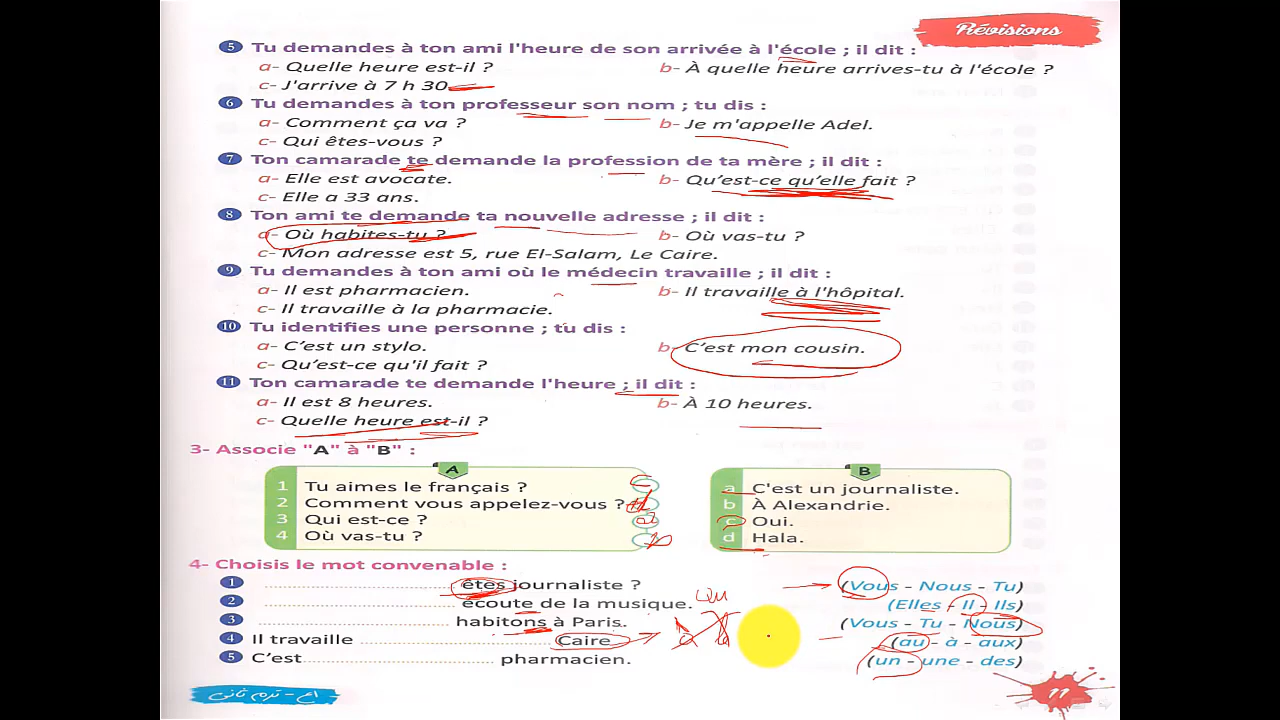 Révisions
5 Tu demandes à ton ami l'heure de son arrivée à l'école ; il dit :
a- Quelle heure est-il ? b- À quelle heure arrives-tu à l'école ?
c- J'arrive à 7 h 30
6 Tu demandes à ton professeur son nom ; tu dis :
a- Comment ça va ? b- Je m'appelle Adel.
c- Qui êtes-vous ?
7 Ton camarade te demande la profession de ta mère ; il dit :
a- Elle est avocate. b- Qu'est-ce qu'elle fait ?
c- Elle a 33 ans.
8 Ton ami te demande ta nouvelle adresse ; il dit :
a- Où habites-tu ? b- Où vas-tu ?
c- Mon adresse est 5, rue El-Salam, Le Caire.
9 Tu demandes à ton ami où le médecin travaille ; il dit :
a- Il est pharmacien. b- Il travaille à l'hôpital.
c- Il travaille à la pharmacie.
10 Tu identifies une personne ; tu dis :
a- C'est un stylo. b- C'est mon cousin.
c- Qu'est-ce qu'il fait ?
11 Ton camarade te demande l'heure ; il dit :
a- Il est 8 heures. b- À 10 heures.
c- Quelle heure est-il ?
3- Associe "A" à "B" :
A B
1 Tu aimes le français ? c a C'est un journaliste.
2 Comment vous appelez-vous ? d b À Alexandrie.
3 Qui est-ce ? a c Oui.
4 Où vas-tu ? b d Hala.
4- Choisis le mot convenable :
1 ........ êtes journaliste ? (Vous - Nous - Tu)
2 ........ écoute de la musique. (Elles - Il - Ils)
3 ........ habitons à Paris. (Vous - Tu - Nous)
4 Il travaille ........ Caire. (au - à - aux)
5 C'est ........ pharmacien. (un - une - des)
١ع - ترم ثانى
11